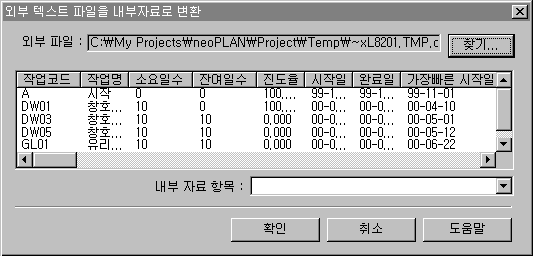 외부 텍스트 파일을 내부자료로 변환
외부 파일 : C:₩My Projects₩neoPLAN₩Project₩Temp₩~xL8201.TMP.c 찾기...
작업코드 작업명 소요일수 잔여일수 진도율 시작일 완료일 가장빠른 시작일
A 시작 0 0 100,... 99-1... 99-1... 99-11-01
DW01 창호... 10 0 100,... 00-0... 00-0... 00-04-10
DW03 창호... 10 10 0,000 00-0... 00-0... 00-05-01
DW05 창호... 10 10 0,000 00-0... 00-0... 00-05-12
GL01 유리... 10 10 0,000 00-0... 00-0... 00-06-22
내부 자료 항목 :
확인 취소 도움말